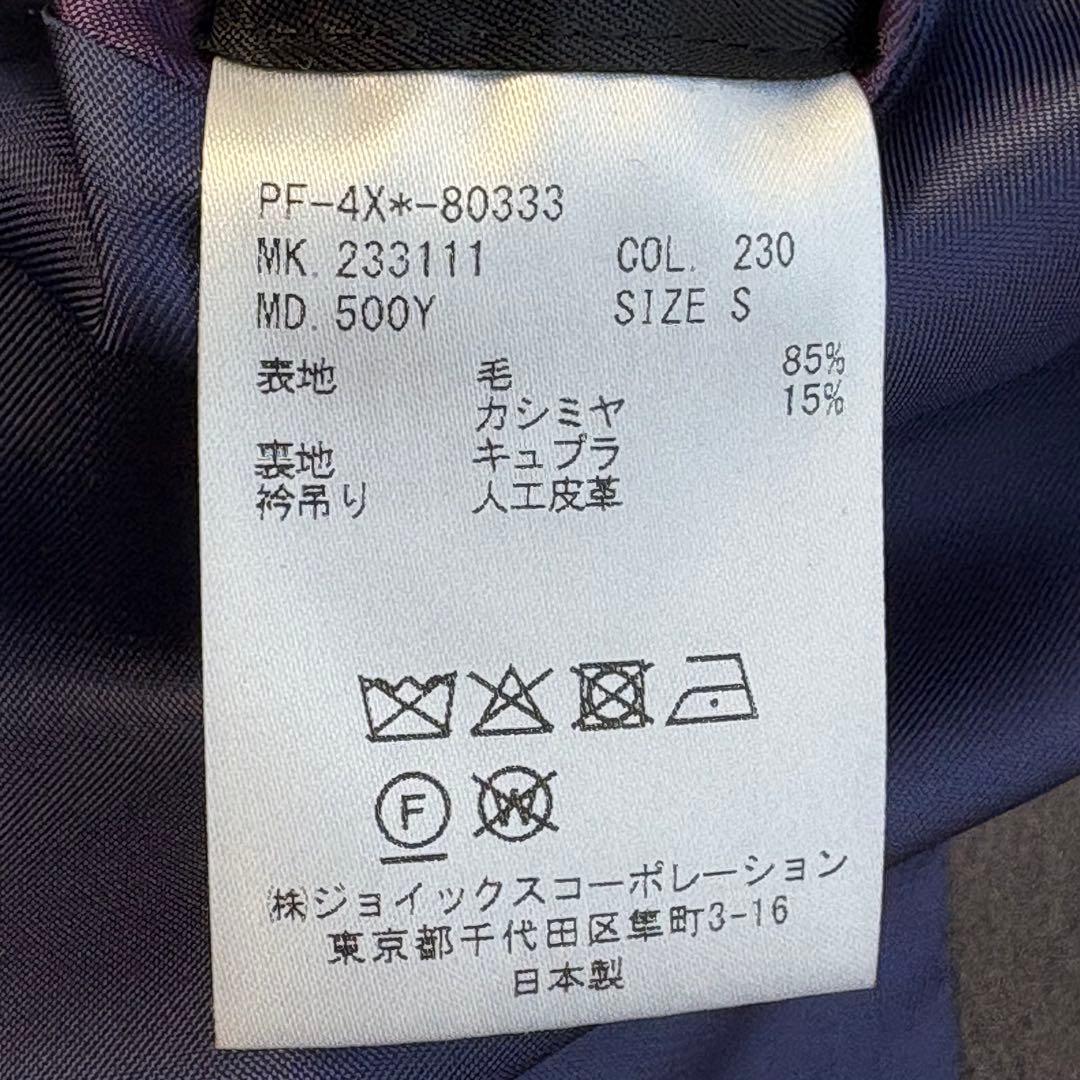 PF-4X*-80333
MK. 233111 COL. 230
MD. 500Y SIZE S
表地 毛 85%
カシミヤ 15%
裏地 キュプラ
衿吊り 人工皮革
F W
㈱ジョイックスコーポレーション
東京都千代田区隼町3-16
日本製